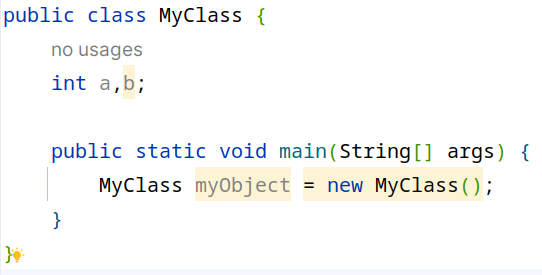 public class MyClass {
no usages
int a,b;
public static void main(String[] args) {
MyClass myObject = new MyClass();
}
}